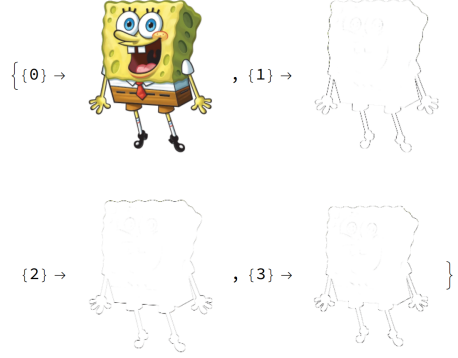 {{0} → , {1} →
{2} → , {3} → }